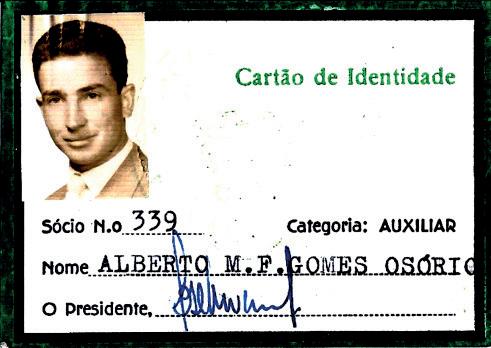 Cartão de Identidade
Sócio N.o 339 Categoria: AUXILIAR
Nome ALBERTO M.F.GOMES OSÓRIO
O Presidente,